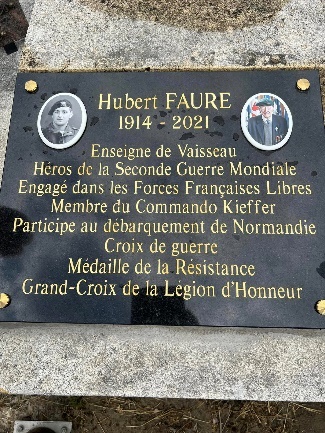 Hubert FAURE
1914 - 2021
Enseigne de Vaisseau
Héros de la Seconde Guerre Mondiale
Engagé dans les Forces Françaises Libres
Membre du Commando Kieffer
Participe au débarquement de Normandie
Croix de guerre
Médaille de la Résistance
Grand-Croix de la Légion d'Honneur